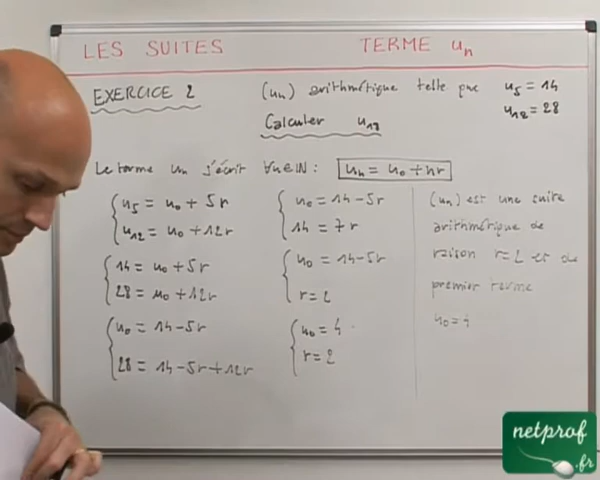 LES SUITES TERME un
EXERCICE 2
(un) arithmétique telle que u5 = 14
u12 = 28
Calculer
Le terme un s'écrit ∀n∈IN : un = u0 + nr
{ u5 = u0 + 5r
u12 = u0 + 12r
{ 14 = u0 + 5r
28 = u0 + 12r
{ u0 = 14 - 5r
28 = 14 - 5r + 12r
{ u0 = 14 - 5r
14 = 7r
{ u0 = 14 - 5r
r = 2
{ u0 = 4
r = 2
(un) est une suite
arithmétique de
raison r = 2 et de
premier terme
u0 = 4
netprof
.fr